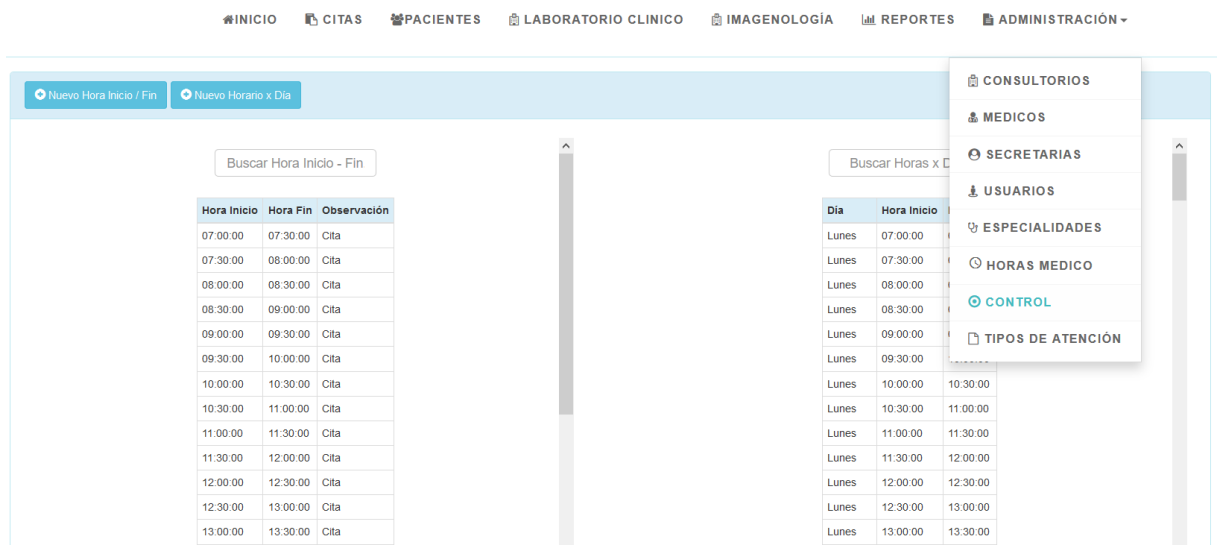 INICIO CITAS PACIENTES LABORATORIO CLINICO IMAGENOLOGÍA REPORTES ADMINISTRACIÓN
CONSULTORIOS
MEDICOS
SECRETARIAS
USUARIOS
ESPECIALIDADES
HORAS MEDICO
CONTROL
TIPOS DE ATENCIÓN
Nuevo Hora Inicio / Fin Nuevo Horario x Día
Buscar Hora Inicio - Fin
Hora Inicio Hora Fin Observación
07:00:00 07:30:00 Cita
07:30:00 08:00:00 Cita
08:00:00 08:30:00 Cita
08:30:00 09:00:00 Cita
09:00:00 09:30:00 Cita
09:30:00 10:00:00 Cita
10:00:00 10:30:00 Cita
10:30:00 11:00:00 Cita
11:00:00 11:30:00 Cita
11:30:00 12:00:00 Cita
12:00:00 12:30:00 Cita
12:30:00 13:00:00 Cita
13:00:00 13:30:00 Cita
Buscar Horas x
Día Hora Inicio
Lunes 07:00:00
Lunes 07:30:00
Lunes 08:00:00
Lunes 08:30:00
Lunes 09:00:00
Lunes 09:30:00
Lunes 10:00:00 10:30:00
Lunes 10:30:00 11:00:00
Lunes 11:00:00 11:30:00
Lunes 11:30:00 12:00:00
Lunes 12:00:00 12:30:00
Lunes 12:30:00 13:00:00
Lunes 13:00:00 13:30:00